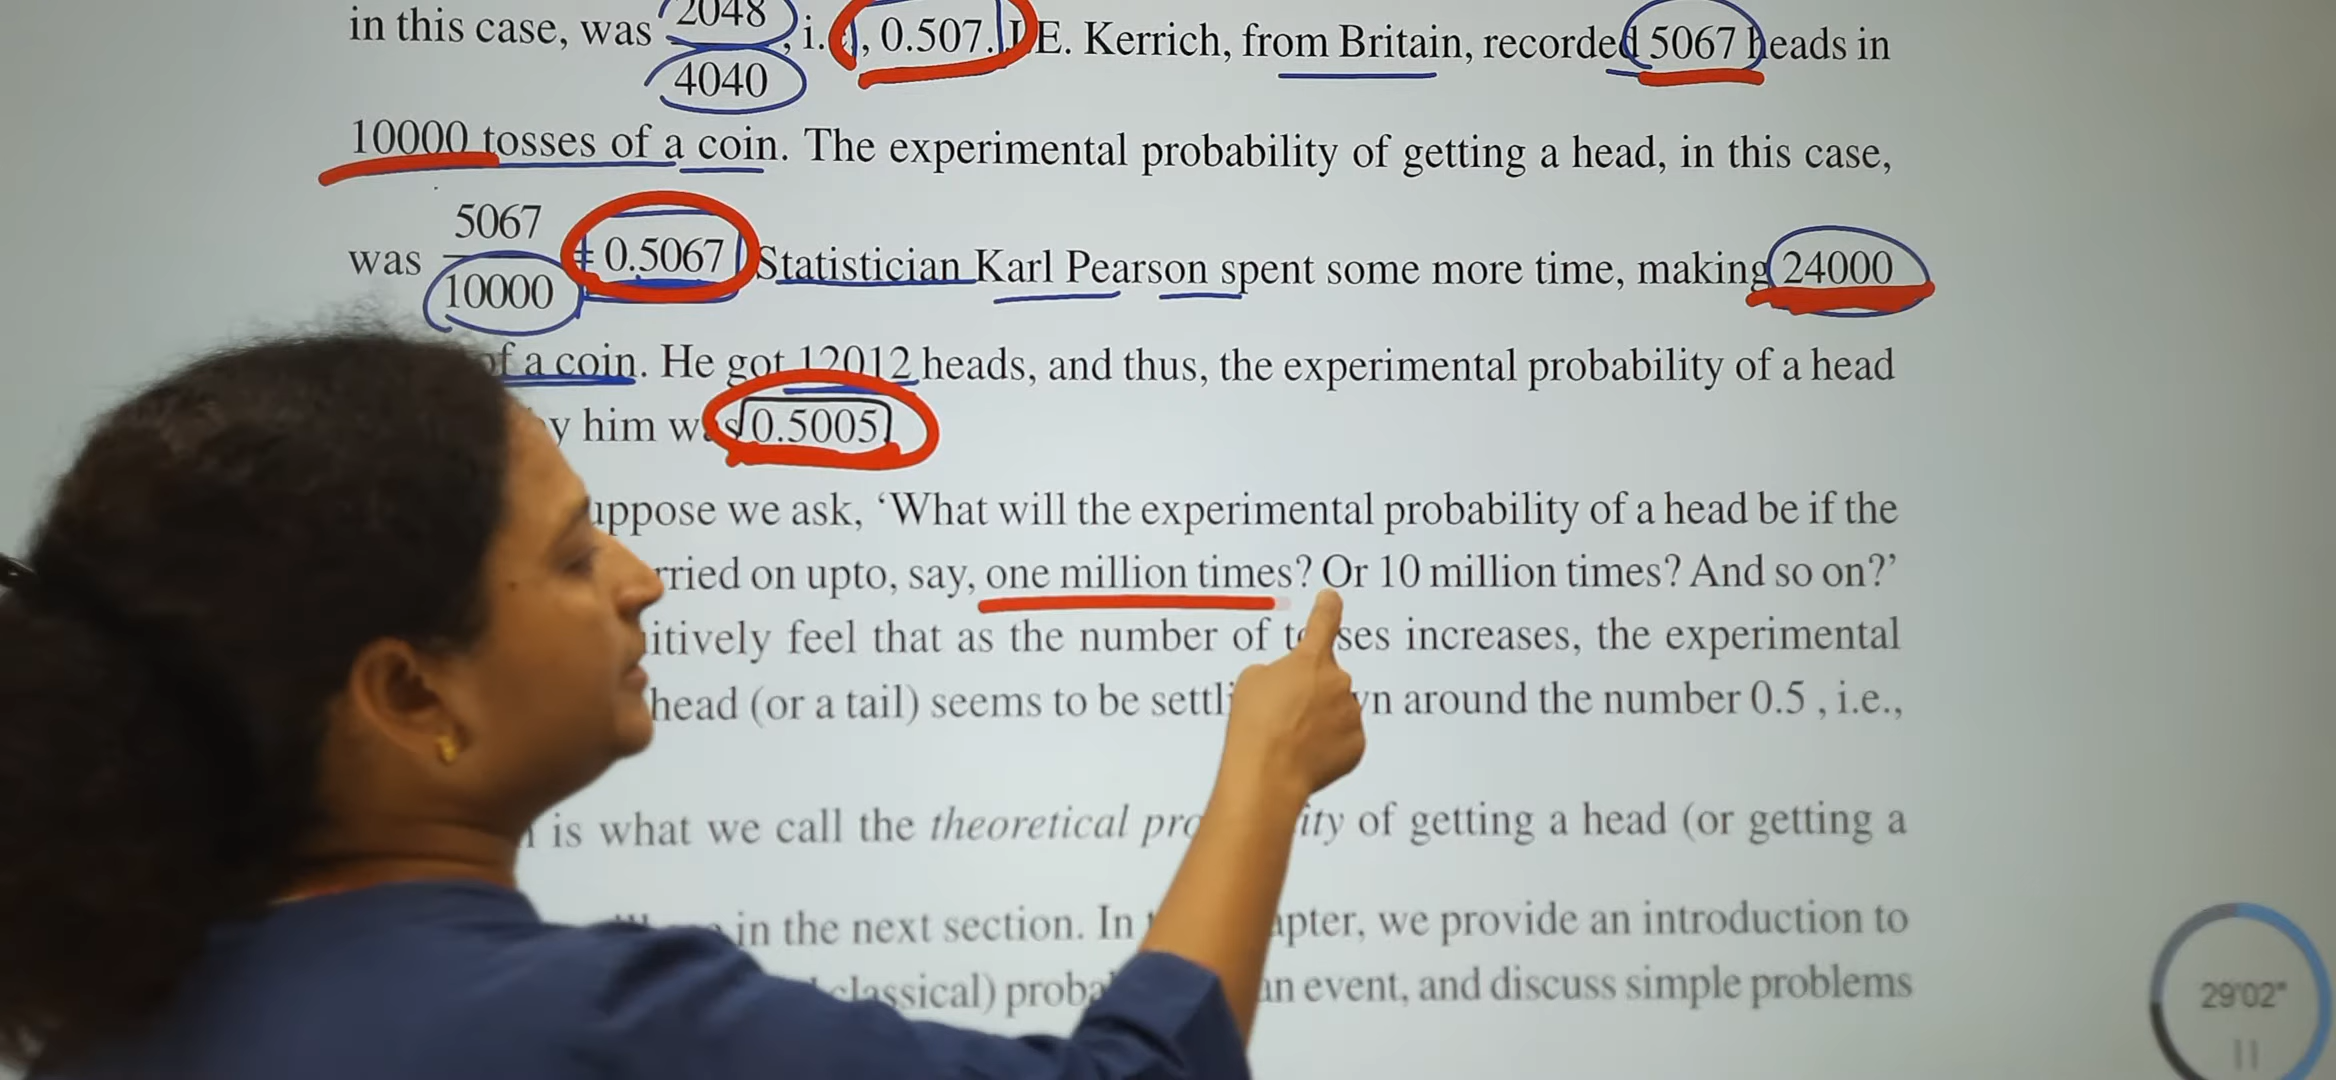 in this case, was 2048/4040, i. , 0.507. J.E. Kerrich, from Britain, recorded 5067 heads in
10000 tosses of a coin. The experimental probability of getting a head, in this case,
was 5067/10000 = 0.5067 Statistician Karl Pearson spent some more time, making 24000
of a coin. He got 12012 heads, and thus, the experimental probability of a head
y him was 0.5005
uppose we ask, ‘What will the experimental probability of a head be if the
rried on upto, say, one million times? Or 10 million times? And so on?’
itively feel that as the number of tosses increases, the experimental
head (or a tail) seems to be settli wn around the number 0.5 , i.e.,
is what we call the theoretical pro ity of getting a head (or getting a
in the next section. In apter, we provide an introduction to
classical) proba an event, and discuss simple problems
29'02"